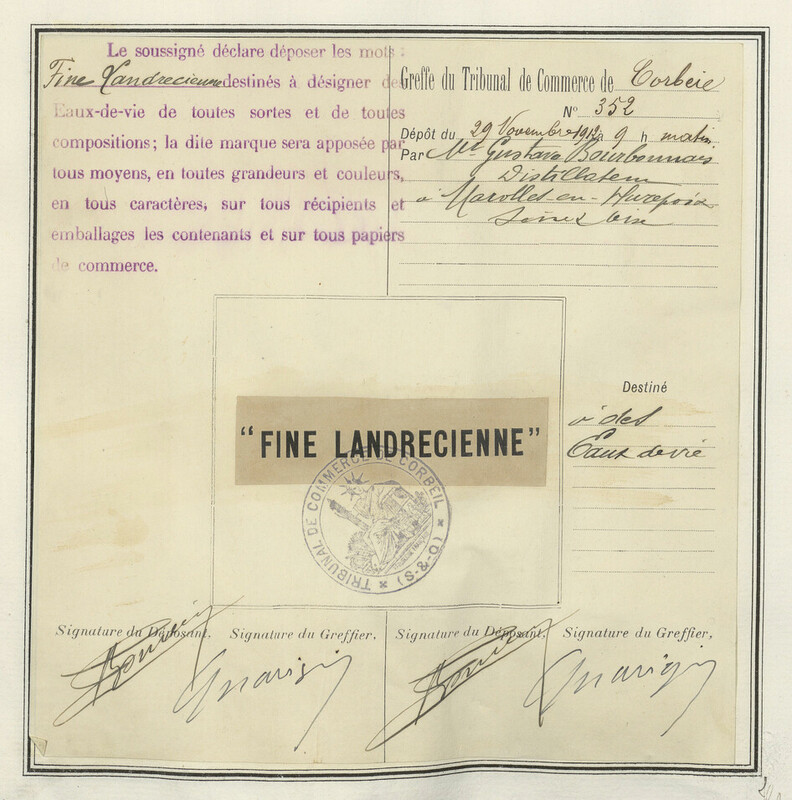 Le soussigné déclare déposer les mots :
Fine Landrecienne destinés à désigner des
Eaux-de-vie de toutes sortes et de toutes
compositions; la dite marque sera apposée par
tous moyens, en toutes grandeurs et couleurs,
en tous caractères, sur tous récipients et
emballages les contenants et sur tous papiers
de commerce.
Greffe du Tribunal de Commerce de Corbeil
N° 352
Dépôt du 29 Novembre 1912 à 9 h matin
Par Mr Gustave Bourbonnais
Distillateur
à Marolles-en-Hurepoix
Seine & Oise
Destiné
à des
Eaux de vie
"FINE LANDRECIENNE"
TRIBUNAL DE COMMERCE DE CORBEIL
(S-&-O)
Signature du Déposant. Signature du Greffier. Signature du Déposant. Signature du Greffier,